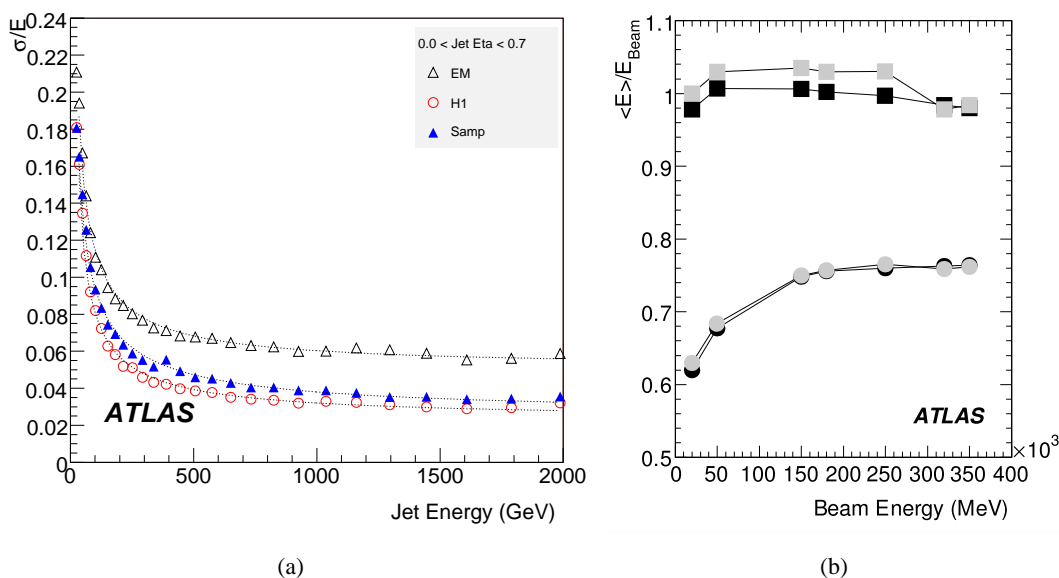 σ/E
0.24
0.22
0.2
0.18
0.16
0.14
0.12
0.1
0.08
0.06
0.04
0.02
0
0.0 < Jet Eta < 0.7
EM
H1
Samp
ATLAS
0 500 1000 1500 2000
Jet Energy (GeV)
(a)
<E>/E_Beam
1.1
1
0.9
0.8
0.7
0.6
0.5
ATLAS
×10³
0 50 100 150 200 250 300 350 400
Beam Energy (MeV)
(b)